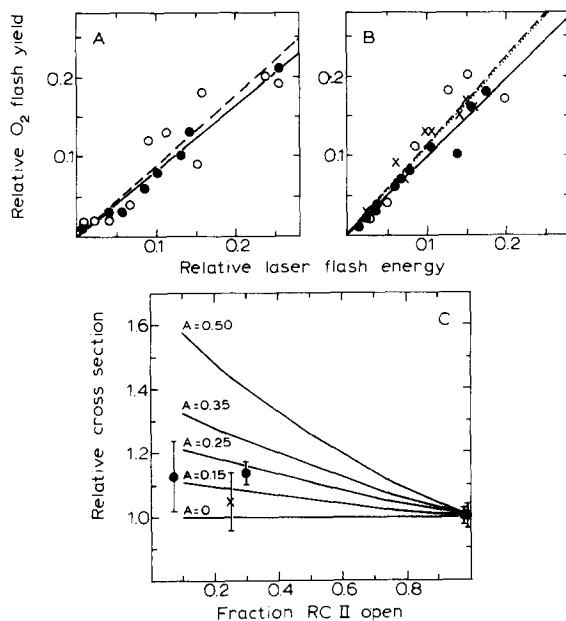 A
B
Relative O₂ flash yield
0.2
0.1
0.2
0.1
0.1
0.2
0.1
0.2
Relative laser flash energy
C
Relative cross section
1.6
1.4
1.2
1.0
A=0.50
A=0.35
A=0.25
A=0.15
A=0
0.2
0.4
0.6
0.8
Fraction RC II open